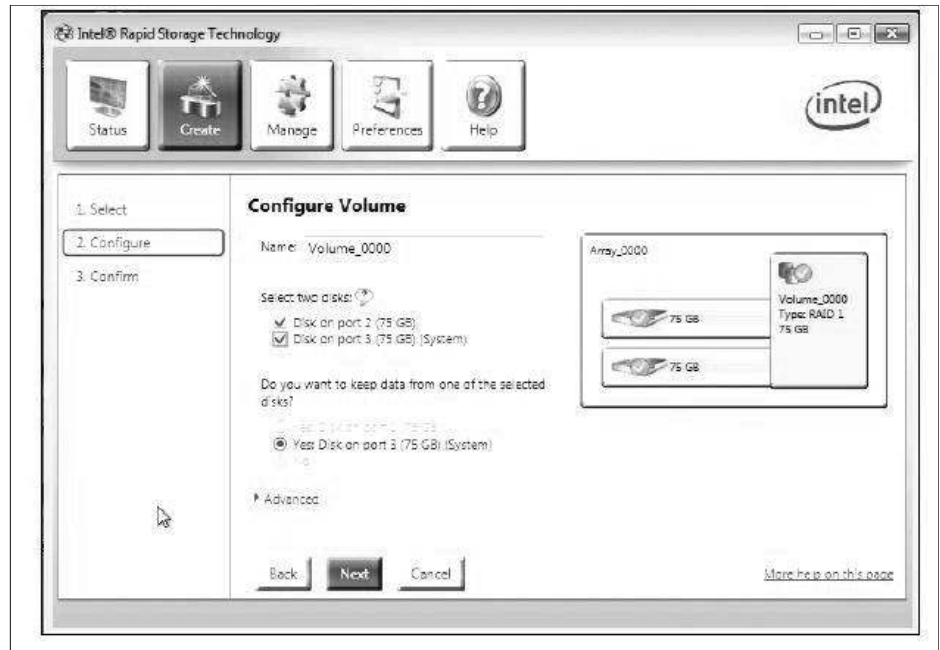 Intel® Rapid Storage Technology
Status
Create
Manage
Preferences
Help
intel
1. Select
2. Configure
3. Confirm
Configure Volume
Name: Volume_0000
Select two disks:
Disk on port 2 (75 GB)
Disk on port 3 (75 GB) (System)
Do you want to keep data from one of the selected
disks?
Yes: Disk on port 3 (75 GB) (System)
No
Advanced
Array_0000
75 GB
75 GB
Volume_0000
Type: RAID 1
75 GB
Back
Next
Cancel
More help on this page